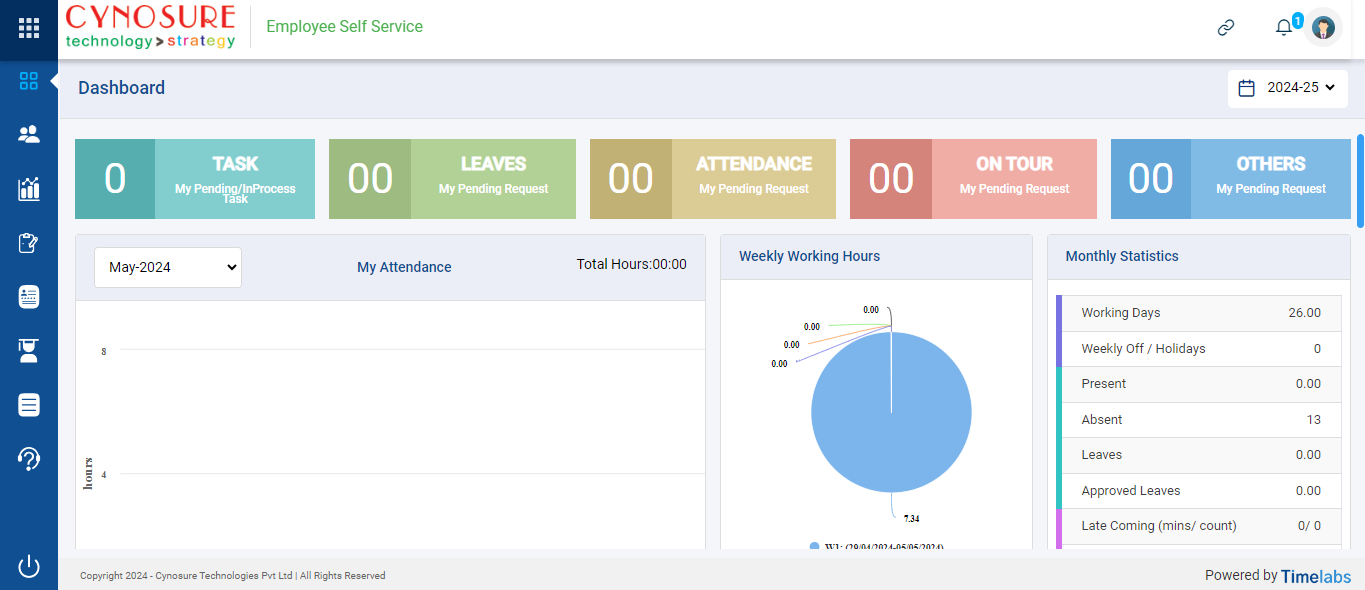 CYNOSURE
technology>strategy
Employee Self Service
1
Dashboard
2024-25
0
TASK
My Pending/InProcess
Task
00
LEAVES
My Pending Request
00
ATTENDANCE
My Pending Request
00
ON TOUR
My Pending Request
00
OTHERS
My Pending Request
May-2024
My Attendance
Total Hours:00:00
8
4
hours
Weekly Working Hours
0.00
0.00
0.00
0.00
7.34
W1: (29/04/2024-05/05/2024)
Monthly Statistics
Working Days 26.00
Weekly Off / Holidays 0
Present 0.00
Absent 13
Leaves 0.00
Approved Leaves 0.00
Late Coming (mins/ count) 0/ 0
Copyright 2024 - Cynosure Technologies Pvt Ltd | All Rights Reserved
Powered by Timelabs